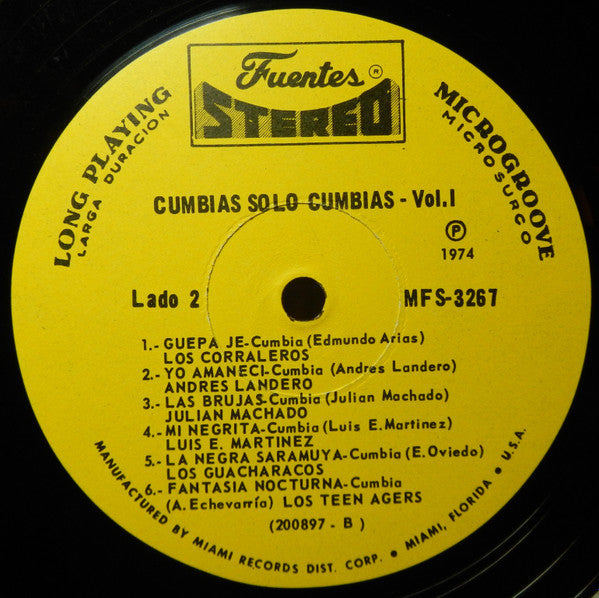 Fuentes ®
STEREO
LONG PLAYING
LARGA DURACION
MICROGROOVE
MICROSURCO
CUMBIAS SOLO CUMBIAS - Vol. I
Ⓟ
1974
Lado 2
MFS-3267
1.- GUEPA JE-Cumbia (Edmundo Arias)
LOS CORRALEROS
2.- YO AMANECI-Cumbia (Andres Landero)
ANDRES LANDERO
3.- LAS BRUJAS-Cumbia (Julian Machado)
JULIAN MACHADO
4.- MI NEGRITA-Cumbia (Luis E. Martinez)
LUIS E. MARTINEZ
5.- LA NEGRA SARAMUYA-Cumbia (E. Oviedo)
LOS GUACHARACOS
6.- FANTASIA NOCTURNA-Cumbia
(A. Echevarría) LOS TEEN AGERS
(200897 - B )
MANUFACTURED BY MIAMI RECORDS DIST. CORP. • MIAMI, FLORIDA • U.S.A.